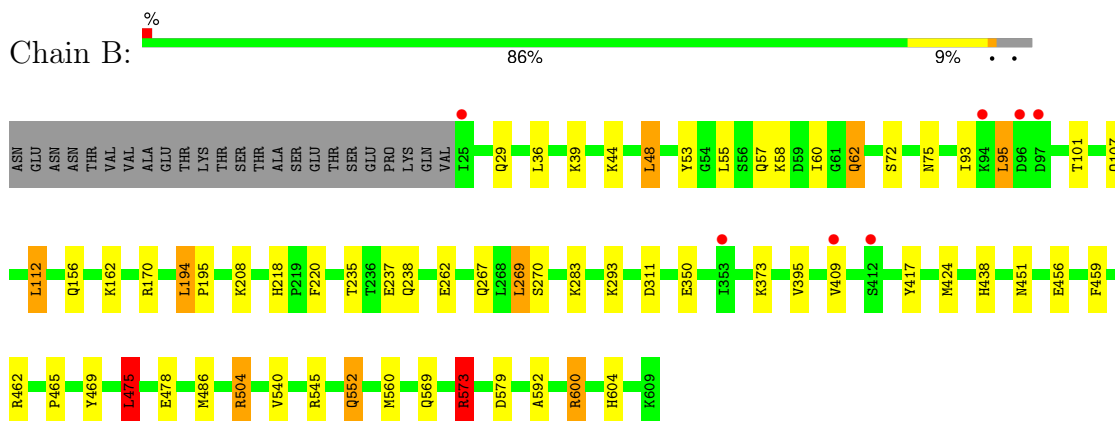 %
Chain B:
86% 9% • •
ASN GLU ASN ASN THR VAL VAL ALA GLU THR LYS THR SER THR ALA SER GLU THR SER GLU PRO LYS GLN VAL I25 Q29 L36 K39 K44 L48 Y53 G54 L55 S56 Q57 K58 D59 I60 G61 Q62 S72 N75 I93 K94 L95 D96 D97 T101 Q107
L112 Q156 K162 R170 L194 P195 K208 H218 P219 F220 T235 T236 E237 Q238 E262 Q267 L268 L269 S270 K283 K293 D311 E350 I353 K373 V395 V409 S412 Y417 M424 H438 N451 E456 F459
R462 P465 Y469 L475 E478 M486 R504 V540 R545 Q552 M560 Q569 R573 D579 A592 R600 H604 K609